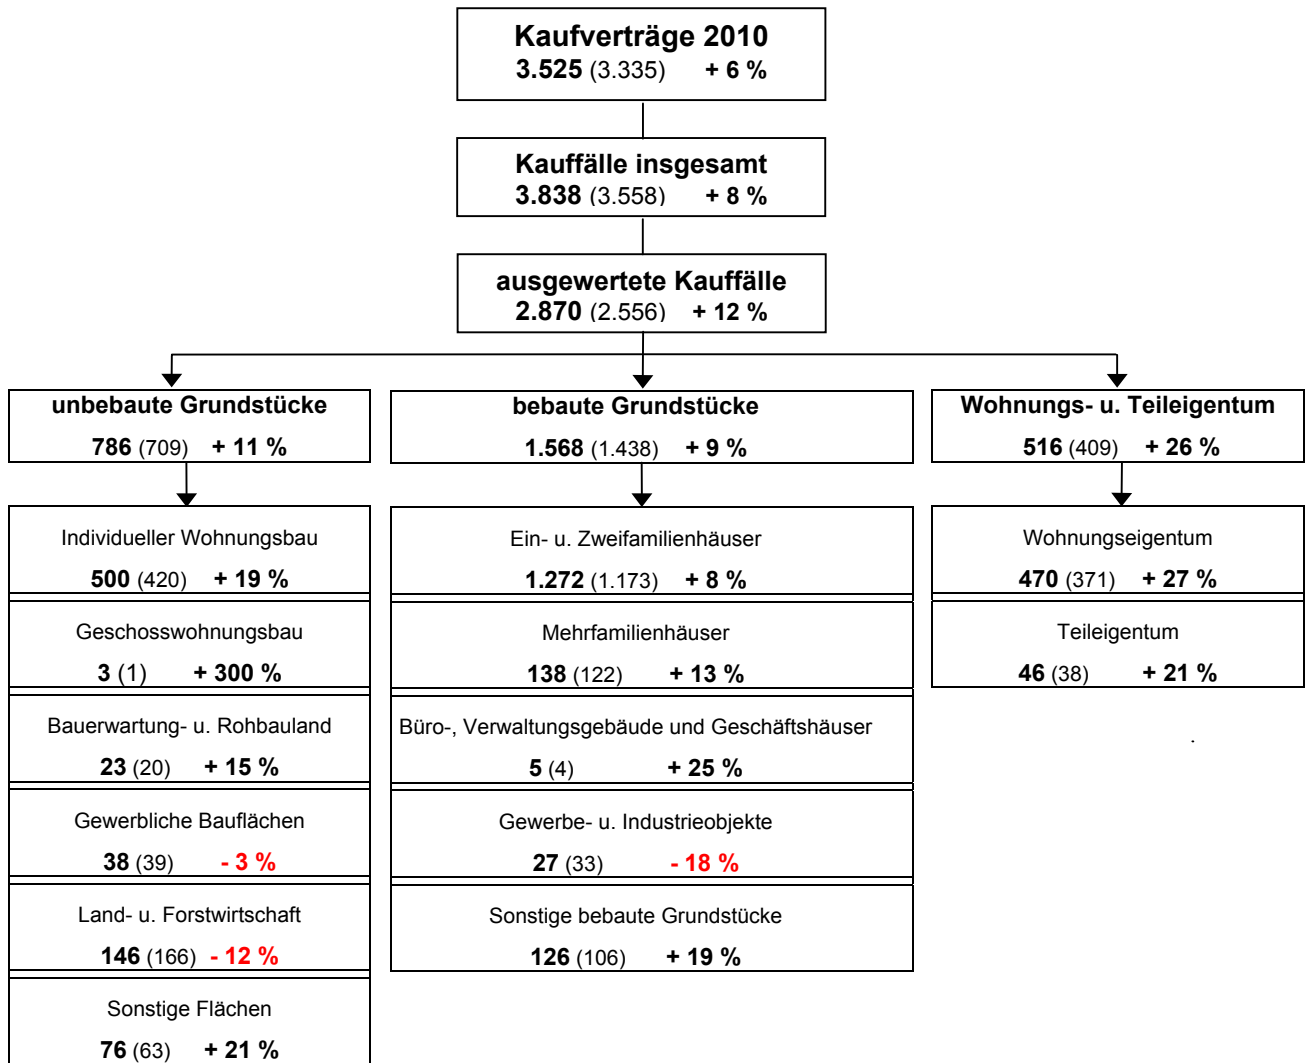 Kaufverträge 2010
3.525 (3.335) + 6 %
Kauffälle insgesamt
3.838 (3.558) + 8 %
ausgewertete Kauffälle
2.870 (2.556) + 12 %
unbebaute Grundstücke
786 (709) + 11 %
Individueller Wohnungsbau
500 (420) + 19 %
Geschosswohnungsbau
3 (1) + 300 %
Bauerwartung- u. Rohbauland
23 (20) + 15 %
Gewerbliche Bauflächen
38 (39) - 3 %
Land- u. Forstwirtschaft
146 (166) - 12 %
Sonstige Flächen
76 (63) + 21 %
bebaute Grundstücke
1.568 (1.438) + 9 %
Ein- u. Zweifamilienhäuser
1.272 (1.173) + 8 %
Mehrfamilienhäuser
138 (122) + 13 %
Büro-, Verwaltungsgebäude und Geschäftshäuser
5 (4) + 25 %
Gewerbe- u. Industrieobjekte
27 (33) - 18 %
Sonstige bebaute Grundstücke
126 (106) + 19 %
Wohnungs- u. Teileigentum
516 (409) + 26 %
Wohnungseigentum
470 (371) + 27 %
Teileigentum
46 (38) + 21 %
.